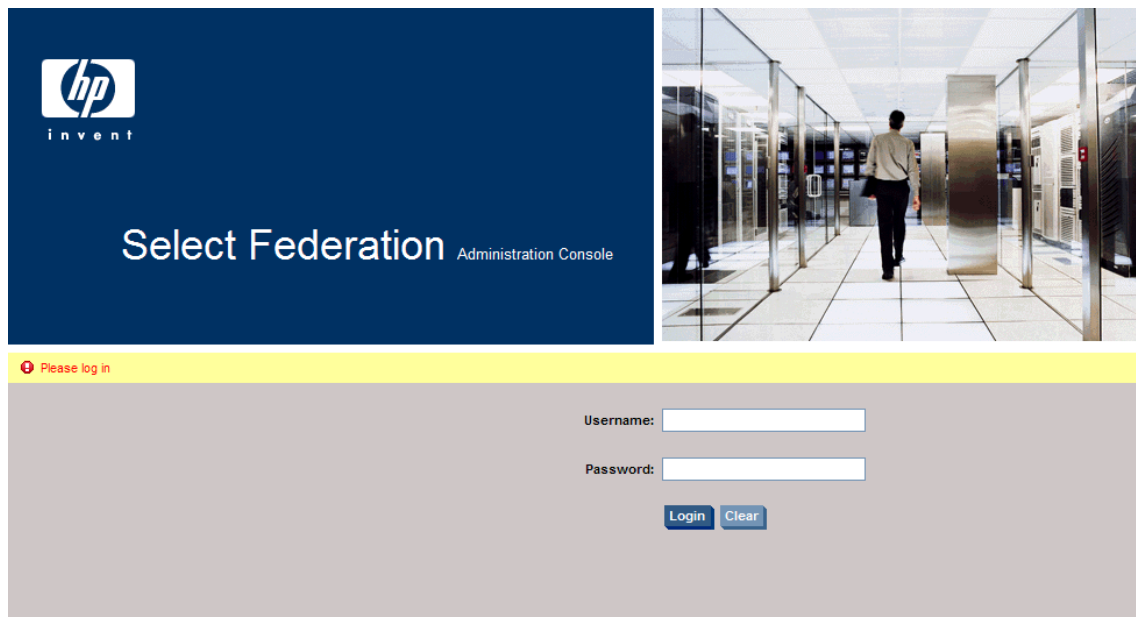 hp
invent
Select Federation Administration Console
Please log in
Username:
Password:
Login Clear